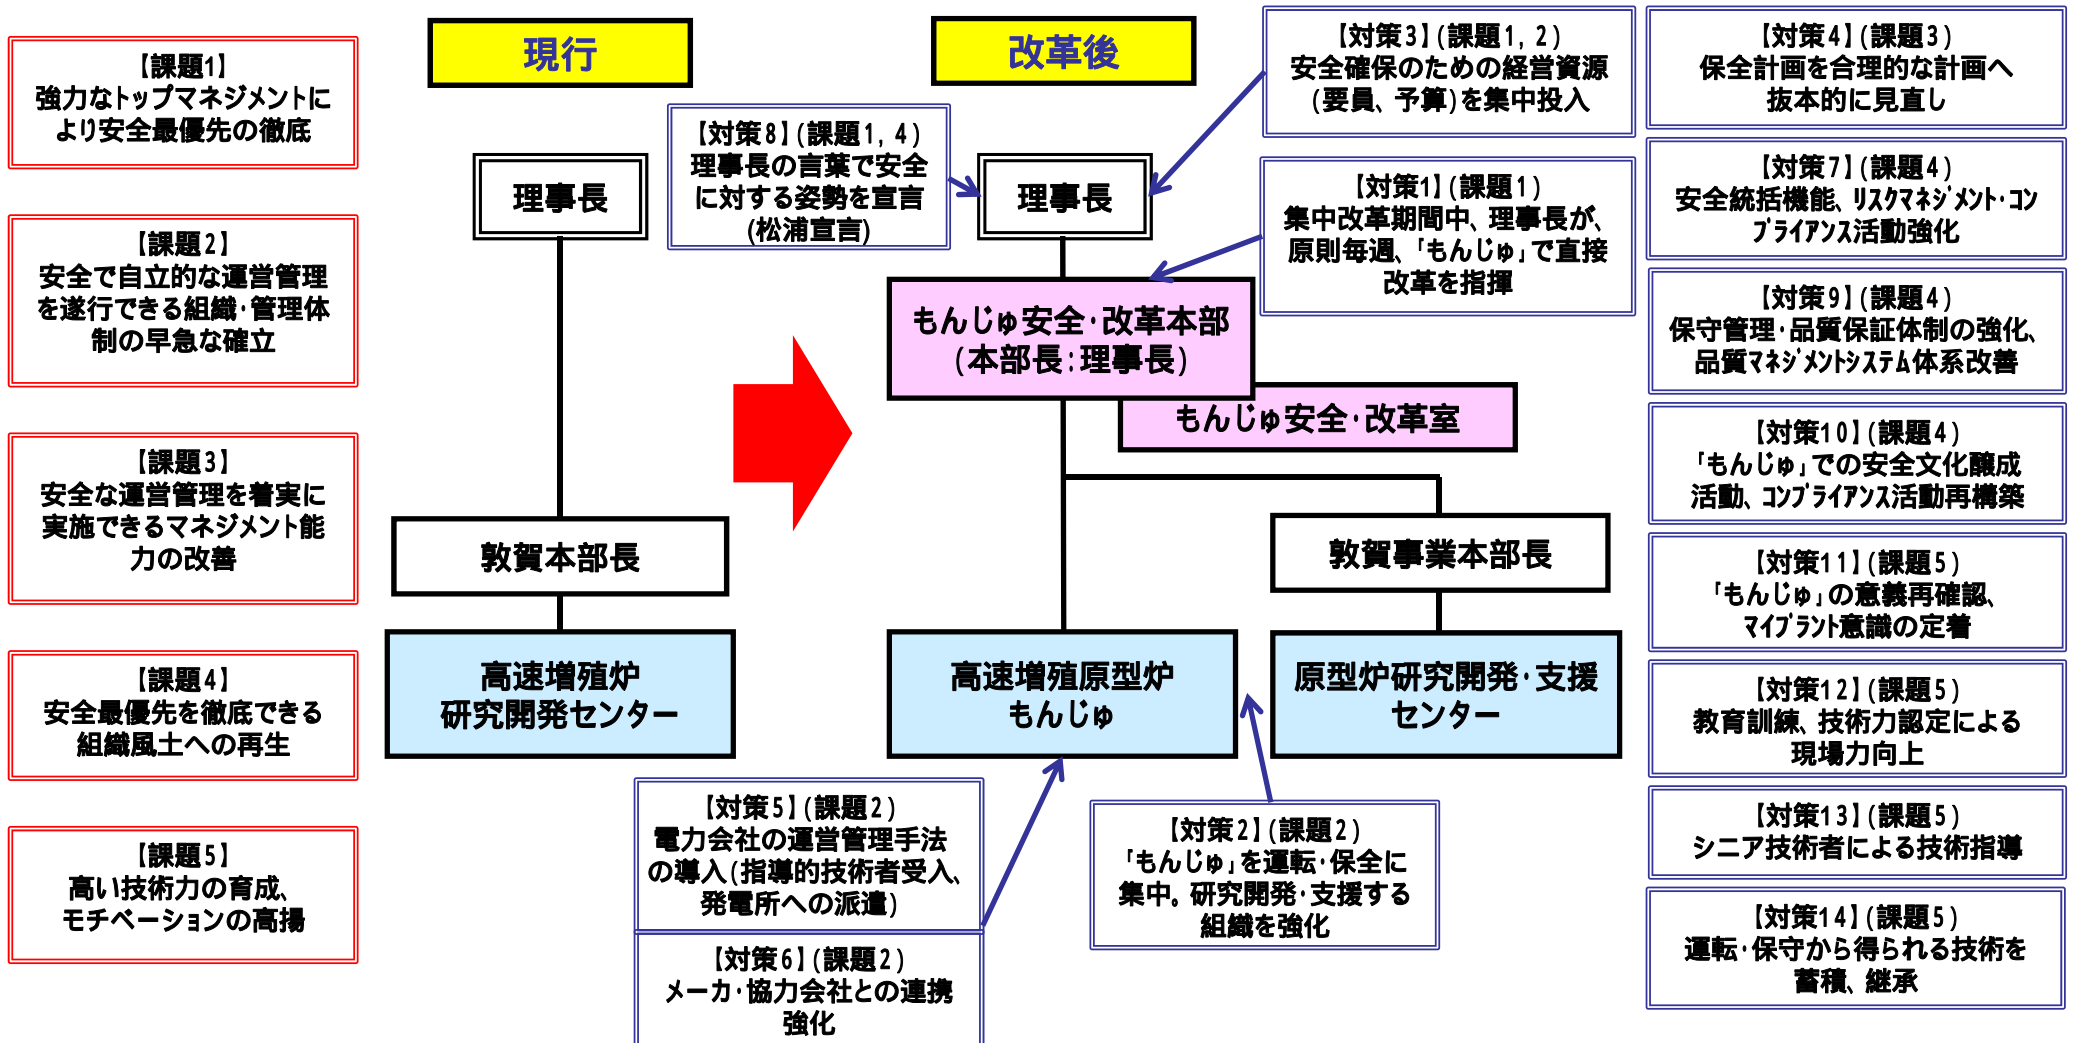 【課題1】
強力なトップマネジメントに
より安全最優先の徹底
【課題2】
安全で自立的な運営管理
を遂行できる組織・管理体
制の早急な確立
【課題3】
安全な運営管理を着実に
実施できるマネジメント能
力の改善
【課題4】
安全最優先を徹底できる
組織風土への再生
【課題5】
高い技術力の育成、
モチベーションの高揚
現行
理事長
敦賀本部長
高速増殖炉
研究開発センター
改革後
【対策8】(課題1, 4)
理事長の言葉で安全
に対する姿勢を宣言
(松浦宣言)
理事長
もんじゅ安全・改革本部
(本部長:理事長)
もんじゅ安全・改革室
敦賀事業本部長
高速増殖原型炉
もんじゅ
原型炉研究開発・支援
センター
【対策5】(課題2)
電力会社の運営管理手法
の導入(指導的技術者受入、
発電所への派遣)
【対策6】(課題2)
メーカ・協力会社との連携
強化
【対策2】(課題2)
「もんじゅ」を運転・保全に
集中。研究開発・支援する
組織を強化
【対策3】(課題1, 2)
安全確保のための経営資源
(要員、予算)を集中投入
【対策1】(課題1)
集中改革期間中、理事長が、
原則毎週、「もんじゅ」で直接
改革を指揮
【対策4】(課題3)
保全計画を合理的な計画へ
抜本的に見直し
【対策7】(課題4)
安全統括機能、ﾘｽｸﾏﾈｼﾞﾒﾝﾄ・ｺﾝ
ﾌﾟﾗｲｱﾝｽ活動強化
【対策9】(課題4)
保守管理・品質保証体制の強化、
品質ﾏﾈｼﾞﾒﾝﾄｼｽﾃﾑ体系改善
【対策10】(課題4)
「もんじゅ」での安全文化醸成
活動、ｺﾝﾌﾟﾗｲｱﾝｽ活動再構築
【対策11】(課題5)
「もんじゅ」の意義再確認、
ﾏｲﾌﾟﾗﾝﾄ意識の定着
【対策12】(課題5)
教育訓練、技術力認定による
現場力向上
【対策13】(課題5)
シニア技術者による技術指導
【対策14】(課題5)
運転・保守から得られる技術を
蓄積、継承